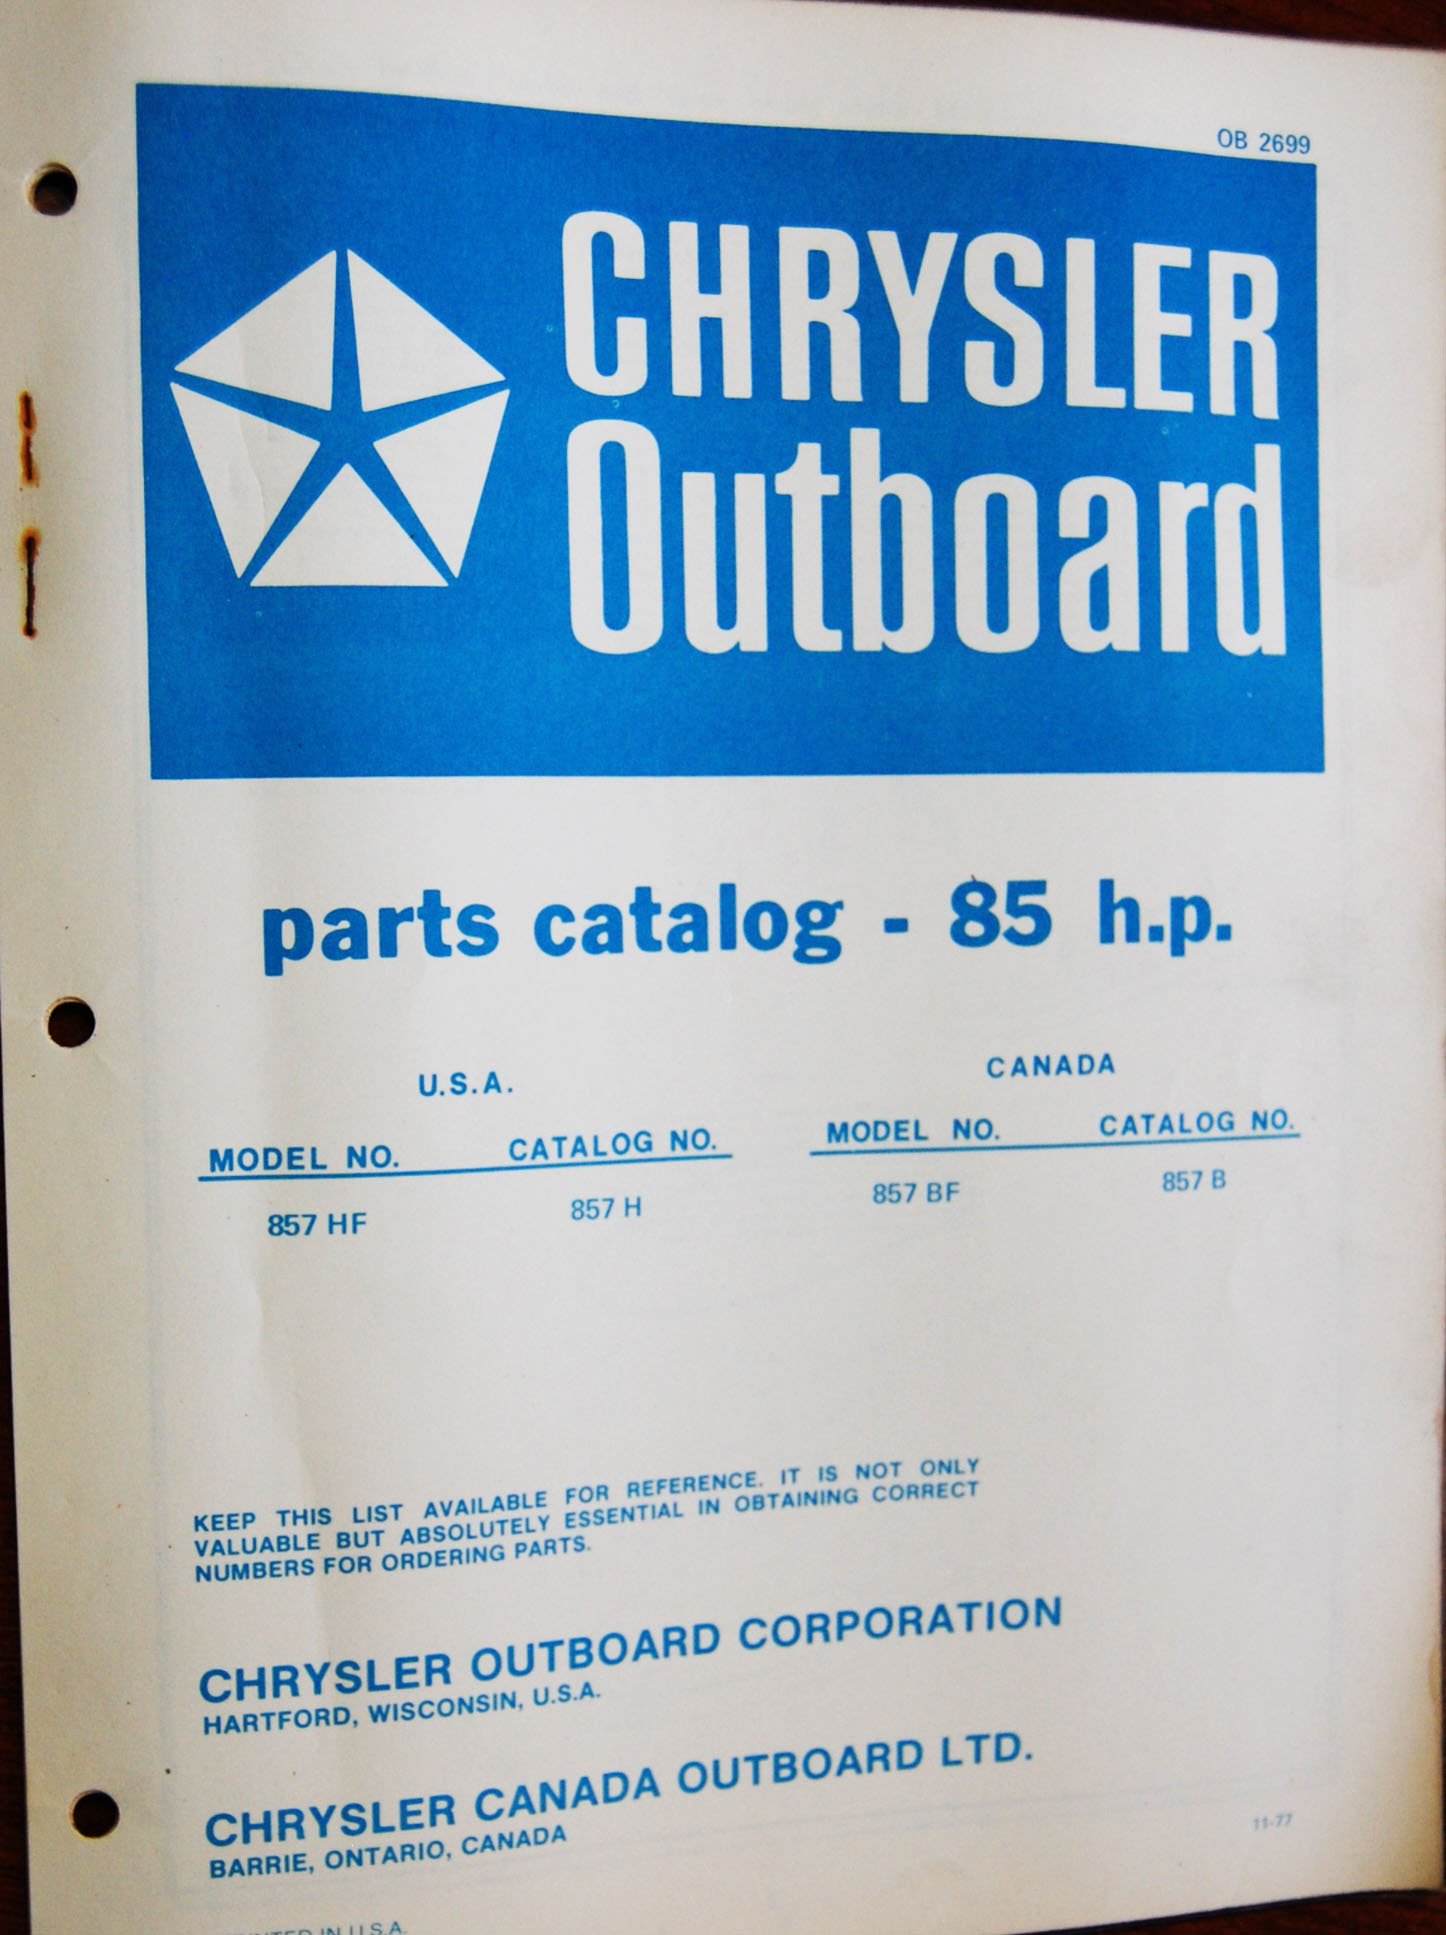 OB 2699
CHRYSLER
Outboard
parts catalog - 85 h.p.
U.S.A.
CANADA
MODEL NO. CATALOG NO. MODEL NO. CATALOG NO.
857 HF 857 H 857 BF 857 B
KEEP THIS LIST AVAILABLE FOR REFERENCE. IT IS NOT ONLY
VALUABLE BUT ABSOLUTELY ESSENTIAL IN OBTAINING CORRECT
NUMBERS FOR ORDERING PARTS.
CHRYSLER OUTBOARD CORPORATION
HARTFORD, WISCONSIN, U.S.A.
CHRYSLER CANADA OUTBOARD LTD.
BARRIE, ONTARIO, CANADA
11-77
IN U.S.A.